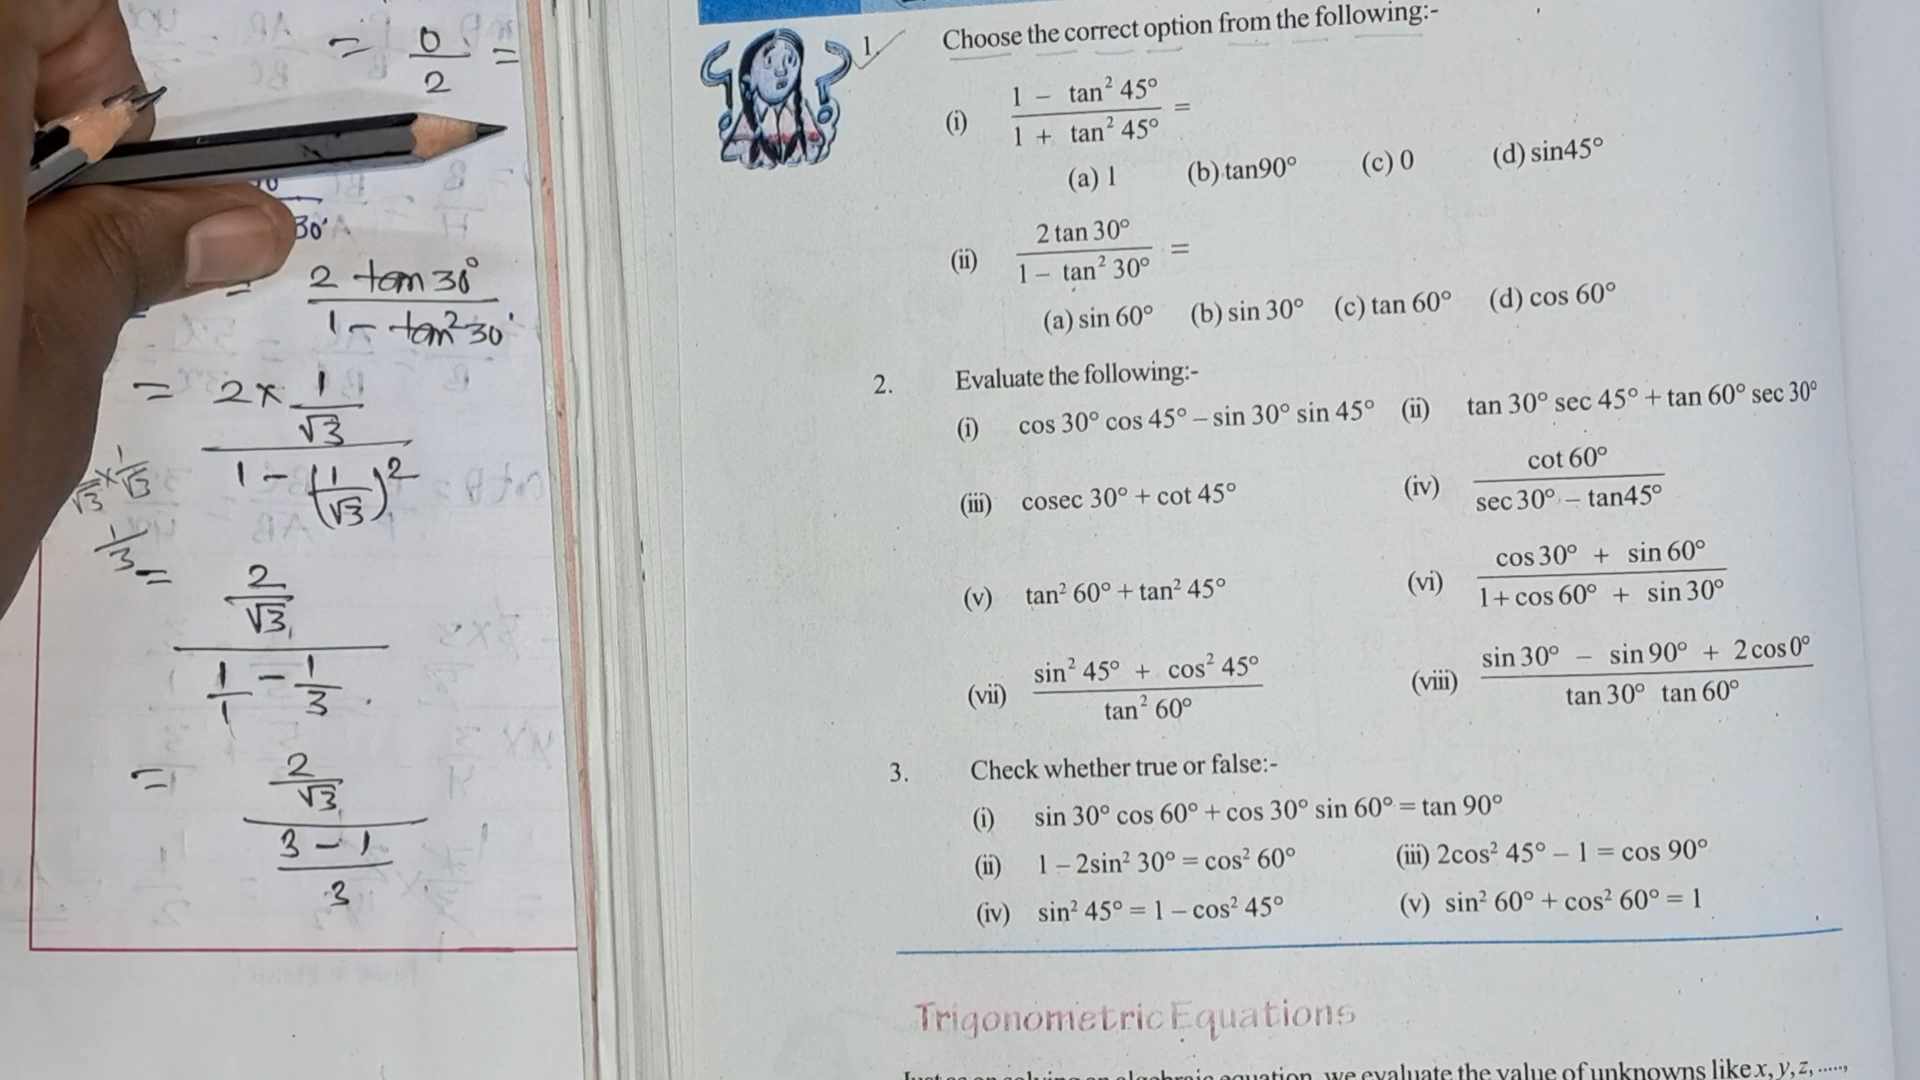 = 0/2 =
30°
= 2 tan 30° / 1 - tan² 30°
= 2 × 1/√3 / 1 - (1/√3)²
√3 × 1/√3
1/3
= 2/√3 / 1/1 - 1/3
= 2/√3 / 3 - 1 / 3
1. Choose the correct option from the following:-
(i) 1 - tan² 45° / 1 + tan² 45° =
(a) 1 (b) tan90° (c) 0 (d) sin45°
(ii) 2 tan 30° / 1 - tan² 30° =
(a) sin 60° (b) sin 30° (c) tan 60° (d) cos 60°
2. Evaluate the following:-
(i) cos 30° cos 45° – sin 30° sin 45° (ii) tan 30° sec 45° + tan 60° sec 30°
(iii) cosec 30° + cot 45° (iv) cot 60° / sec 30° – tan45°
(v) tan² 60° + tan² 45° (vi) cos 30° + sin 60° / 1 + cos 60° + sin 30°
(vii) sin² 45° + cos² 45° / tan² 60° (viii) sin 30° – sin 90° + 2 cos 0° / tan 30° tan 60°
3. Check whether true or false:-
(i) sin 30° cos 60° + cos 30° sin 60° = tan 90°
(ii) 1 – 2sin² 30° = cos² 60° (iii) 2cos² 45° – 1 = cos 90°
(iv) sin² 45° = 1 – cos² 45° (v) sin² 60° + cos² 60° = 1
Trigonometric Equations
equation, we evaluate the value of unknowns like x, y, z, .....,